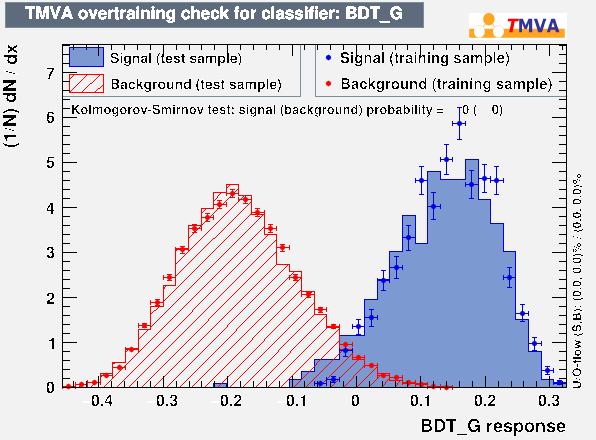 TMVA overtraining check for classifier: BDT_G
TMVA
Signal (test sample)
Background (test sample)
Signal (training sample)
Background (training sample)
Kolmogorov-Smirnov test: signal (background) probability = 0 ( 0)
(1/N) dN / dx
7
6
5
4
3
2
1
0
-0.4 -0.3 -0.2 -0.1 0 0.1 0.2 0.3
BDT_G response
U/O-flow (S,B): (0.0, 0.0)% / (0.0, 0.0)%